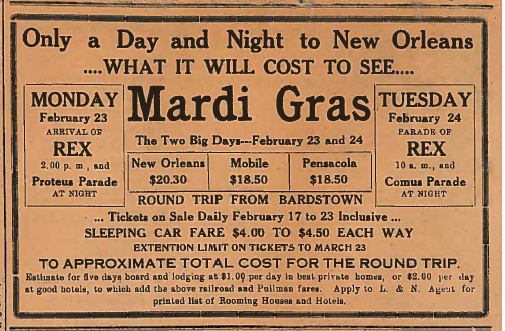 Only a Day and Night to New Orleans
....WHAT IT WILL COST TO SEE....
MONDAY
February 23
ARRIVAL OF
REX
2.00 p. m., and
Proteus Parade
AT NIGHT
Mardi Gras
The Two Big Days---February 23 and 24
New Orleans
$20.30
Mobile
$18.50
Pensacola
$18.50
TUESDAY
February 24
PARADE OF
REX
10 a. m., and
Comus Parade
AT NIGHT
ROUND TRIP FROM BARDSTOWN
... Tickets on Sale Daily February 17 to 23 Inclusive ...
SLEEPING CAR FARE $4.00 TO $4.50 EACH WAY
EXTENTION LIMIT ON TICKETS TO MARCH 23
TO APPROXIMATE TOTAL COST FOR THE ROUND TRIP.
Estimate for five days board and lodging at $1.00 per day in best private homes, or $2.00 per day
at good hotels, to which add the above railroad and Pullman fares. Apply to L. & N. Agent for
printed list of Rooming Houses and Hotels.